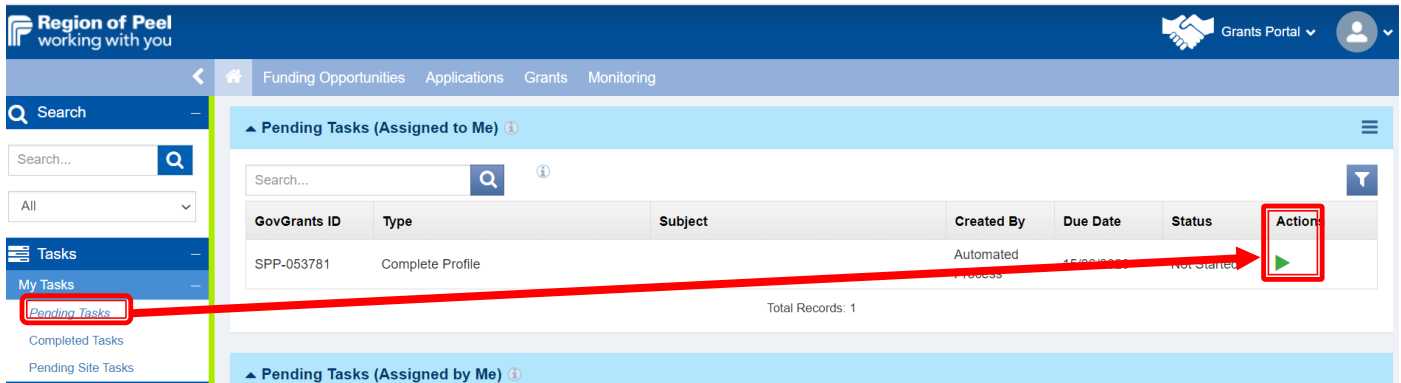 Region of Peel
working with you
Grants Portal
Funding Opportunities Applications Grants Monitoring
Search
Search...
All
Tasks
My Tasks
Pending Tasks
Completed Tasks
Pending Site Tasks
Pending Tasks (Assigned to Me)
Search...
GovGrants ID Type Subject Created By Due Date Status Actions
SPP-053781 Complete Profile Automated Not Started
Process
Total Records: 1
Pending Tasks (Assigned by Me)